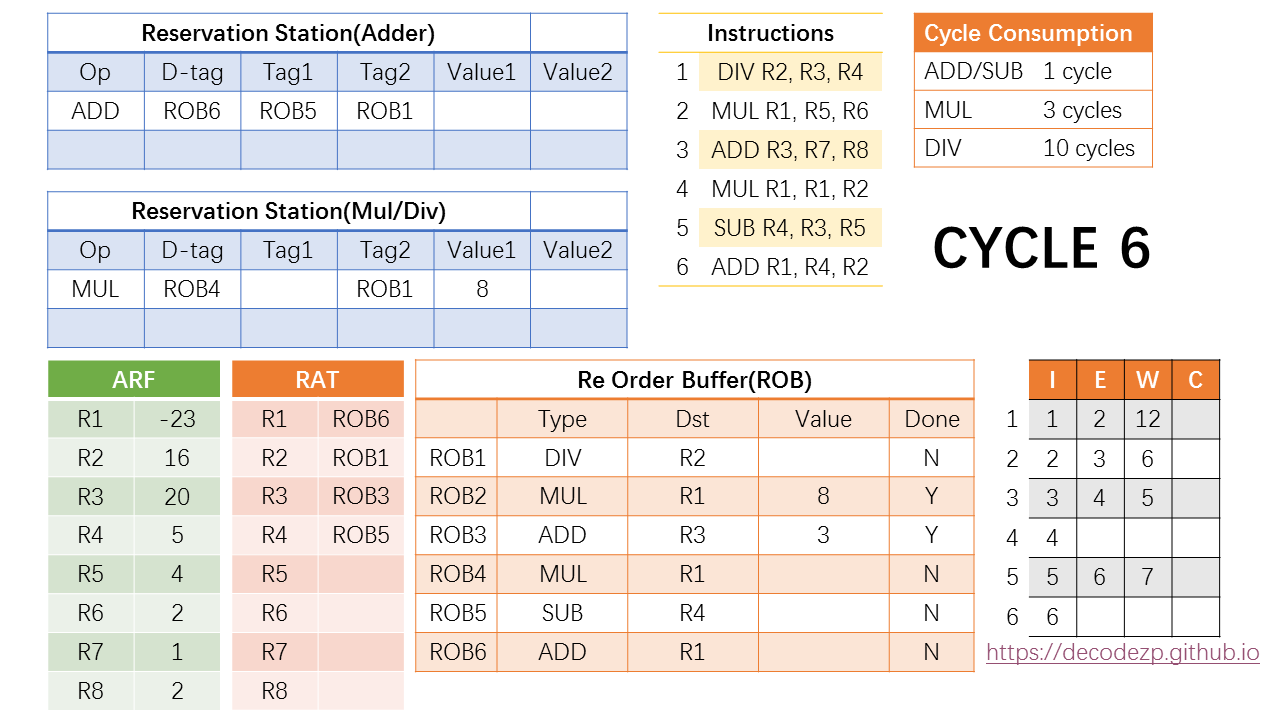 Reservation Station(Adder)
Op D-tag Tag1 Tag2 Value1 Value2
ADD ROB6 ROB5 ROB1
Reservation Station(Mul/Div)
Op D-tag Tag1 Tag2 Value1 Value2
MUL ROB4 ROB1 8
Instructions
1 DIV R2, R3, R4
2 MUL R1, R5, R6
3 ADD R3, R7, R8
4 MUL R1, R1, R2
5 SUB R4, R3, R5
6 ADD R1, R4, R2
Cycle Consumption
ADD/SUB 1 cycle
MUL 3 cycles
DIV 10 cycles
CYCLE 6
ARF
R1 -23
R2 16
R3 20
R4 5
R5 4
R6 2
R7 1
R8 2
RAT
R1 ROB6
R2 ROB1
R3 ROB3
R4 ROB5
R5
R6
R7
R8
Re Order Buffer(ROB)
Type Dst Value Done
ROB1 DIV R2 N
ROB2 MUL R1 8 Y
ROB3 ADD R3 3 Y
ROB4 MUL R1 N
ROB5 SUB R4 N
ROB6 ADD R1 N
I E W C
1 1 2 12
2 2 3 6
3 3 4 5
4 4
5 5 6 7
6 6
https://decodezp.github.io